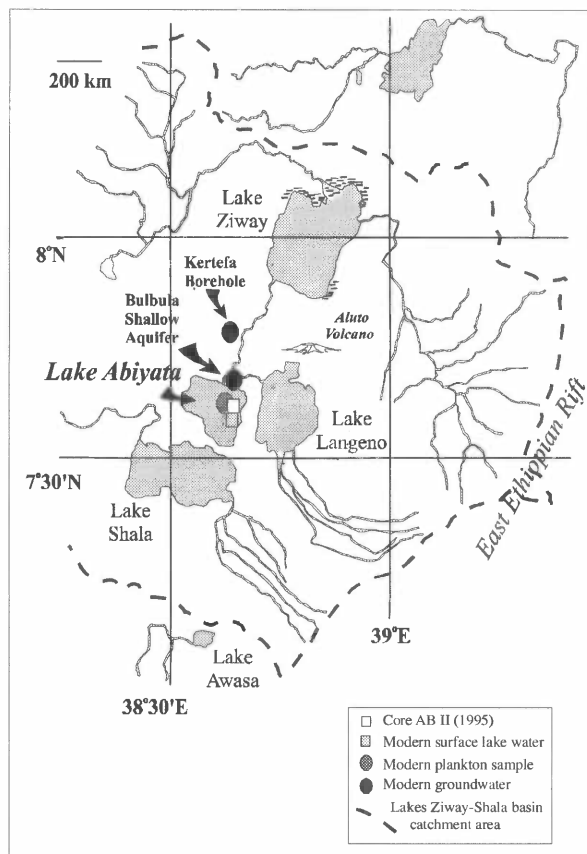 200 km
Lake
Ziway
8°N
Kertefa
Borehole
Bulbula
Shallow
Aquifer
Aluto
Volcano
Lake Abiyata
Lake
Langeno
7°30'N
Lake
Shala
East Ethiopian Rift
39°E
Lake
Awasa
38°30'E
Core AB II (1995)
Modern surface lake water
Modern plankton sample
Modern groundwater
Lakes Ziway-Shala basin
catchment area